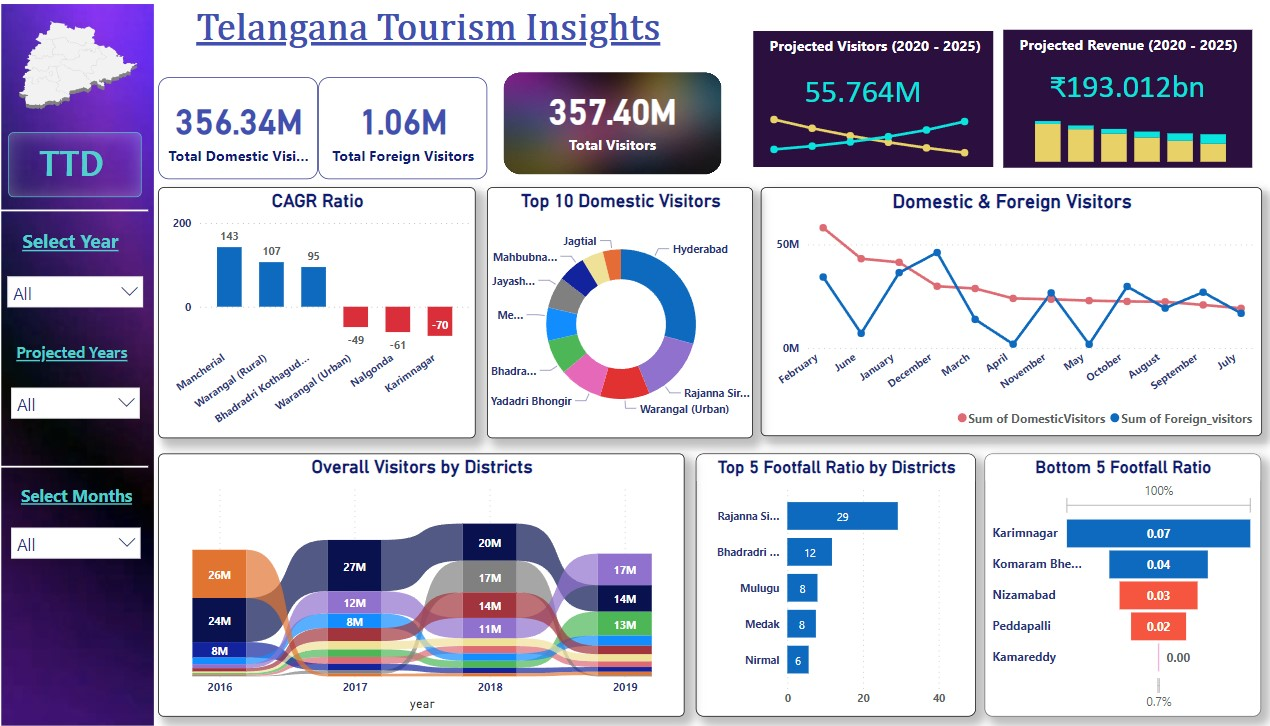 Telangana Tourism Insights
TTD
Select Year
All
Projected Years
All
Select Months
All
356.34M
Total Domestic Visi...
1.06M
Total Foreign Visitors
357.40M
Total Visitors
Projected Visitors (2020 - 2025)
55.764M
Projected Revenue (2020 - 2025)
₹193.012bn
CAGR Ratio
200
0
143
107
95
-49
-61
-70
Mancherial
Warangal (Rural)
Bhadradri Kothagud...
Warangal (Urban)
Nalgonda
Karimnagar
Top 10 Domestic Visitors
Jagtial
Hyderabad
Mahbubna...
Jayash...
Me...
Bhadra...
Yadadri Bhongir
Rajanna Sir...
Warangal (Urban)
Domestic & Foreign Visitors
50M
0M
February
June
January
December
March
April
November
May
October
August
September
July
Sum of DomesticVisitors
Sum of Foreign_visitors
Overall Visitors by Districts
26M
24M
8M
27M
12M
8M
20M
17M
14M
11M
17M
14M
13M
2016
2017
2018
2019
year
Top 5 Footfall Ratio by Districts
Rajanna Si...
29
Bhadradri ...
12
Mulugu
8
Medak
8
Nirmal
6
0
20
40
Bottom 5 Footfall Ratio
100%
Karimnagar
0.07
Komaram Bhe...
0.04
Nizamabad
0.03
Peddapalli
0.02
Kamareddy
0.00
0.7%